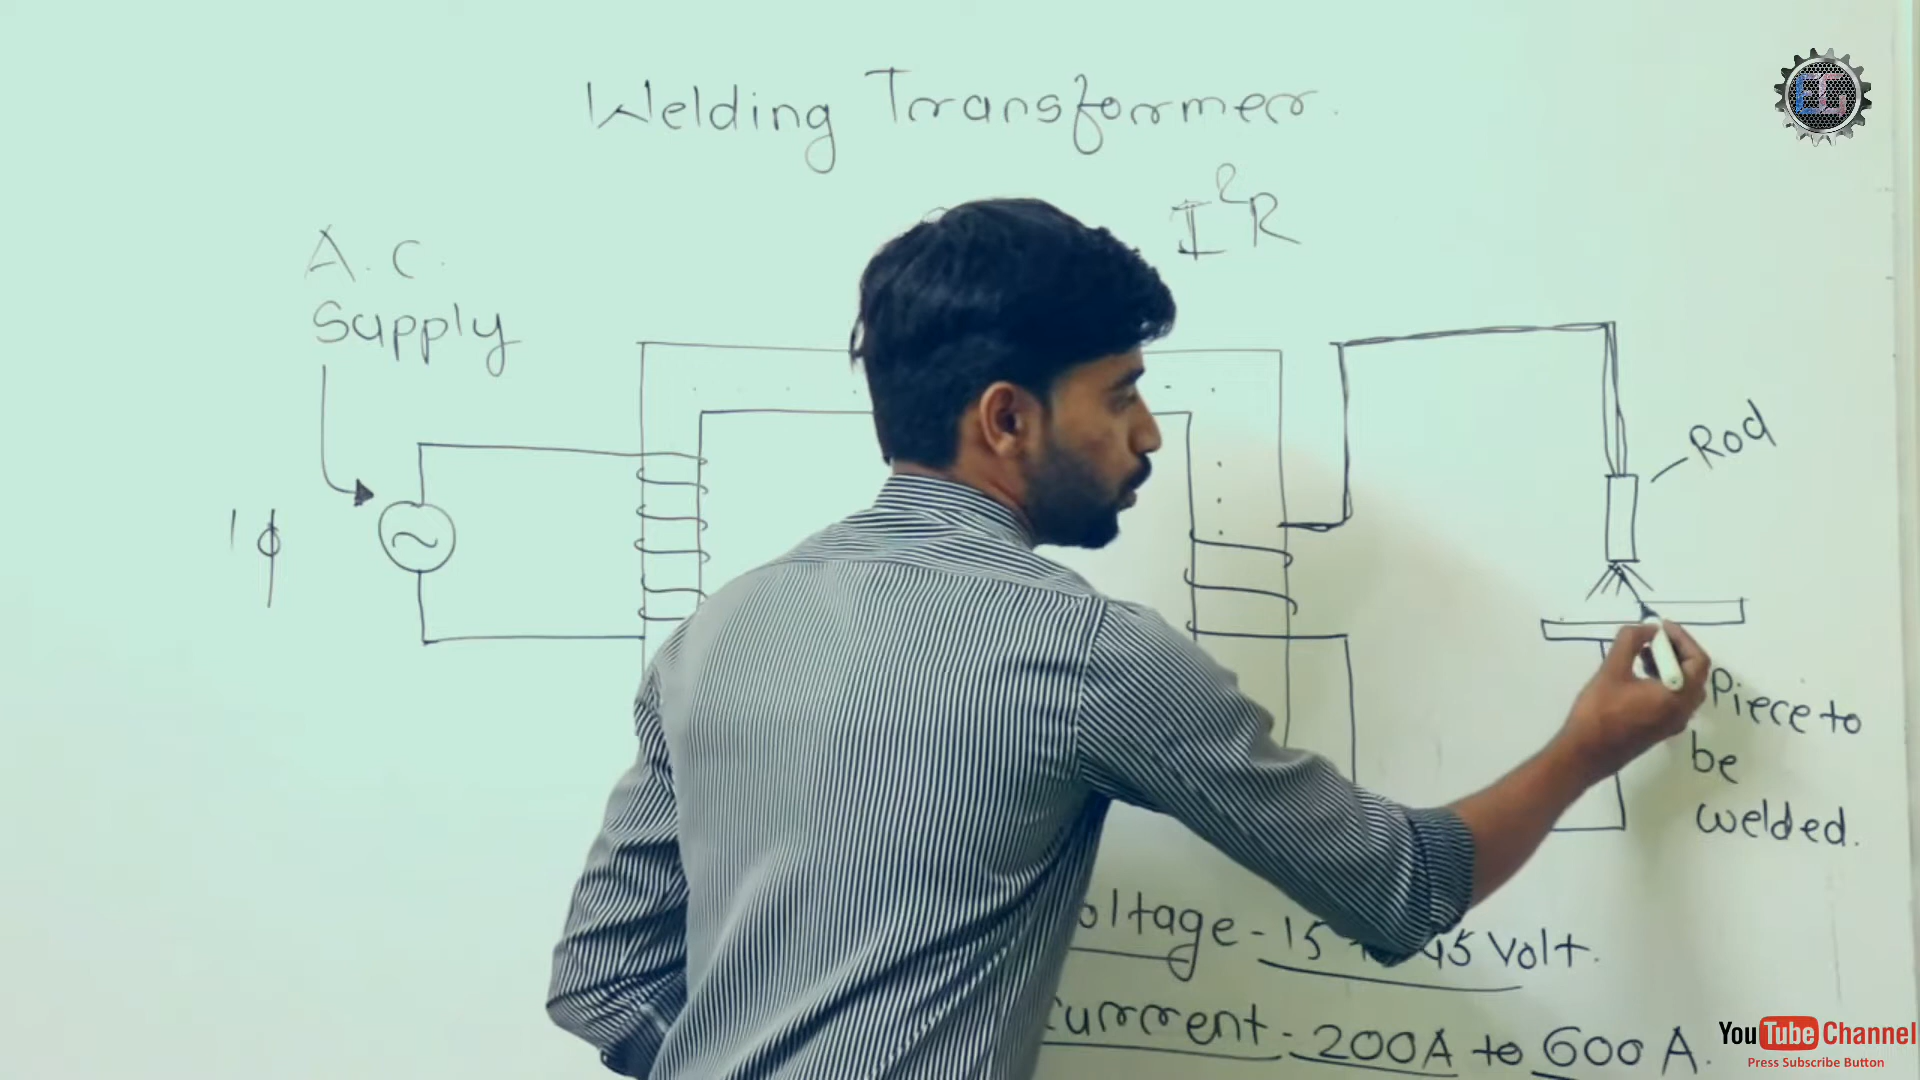 Welding Transformer.
I²R
A.C.
Supply
1ϕ
Rod
Piece to
be
welded.
15 45 Volt.
current - 200A to 600 A.
EG
YouTube Channel
Press Subscribe Button